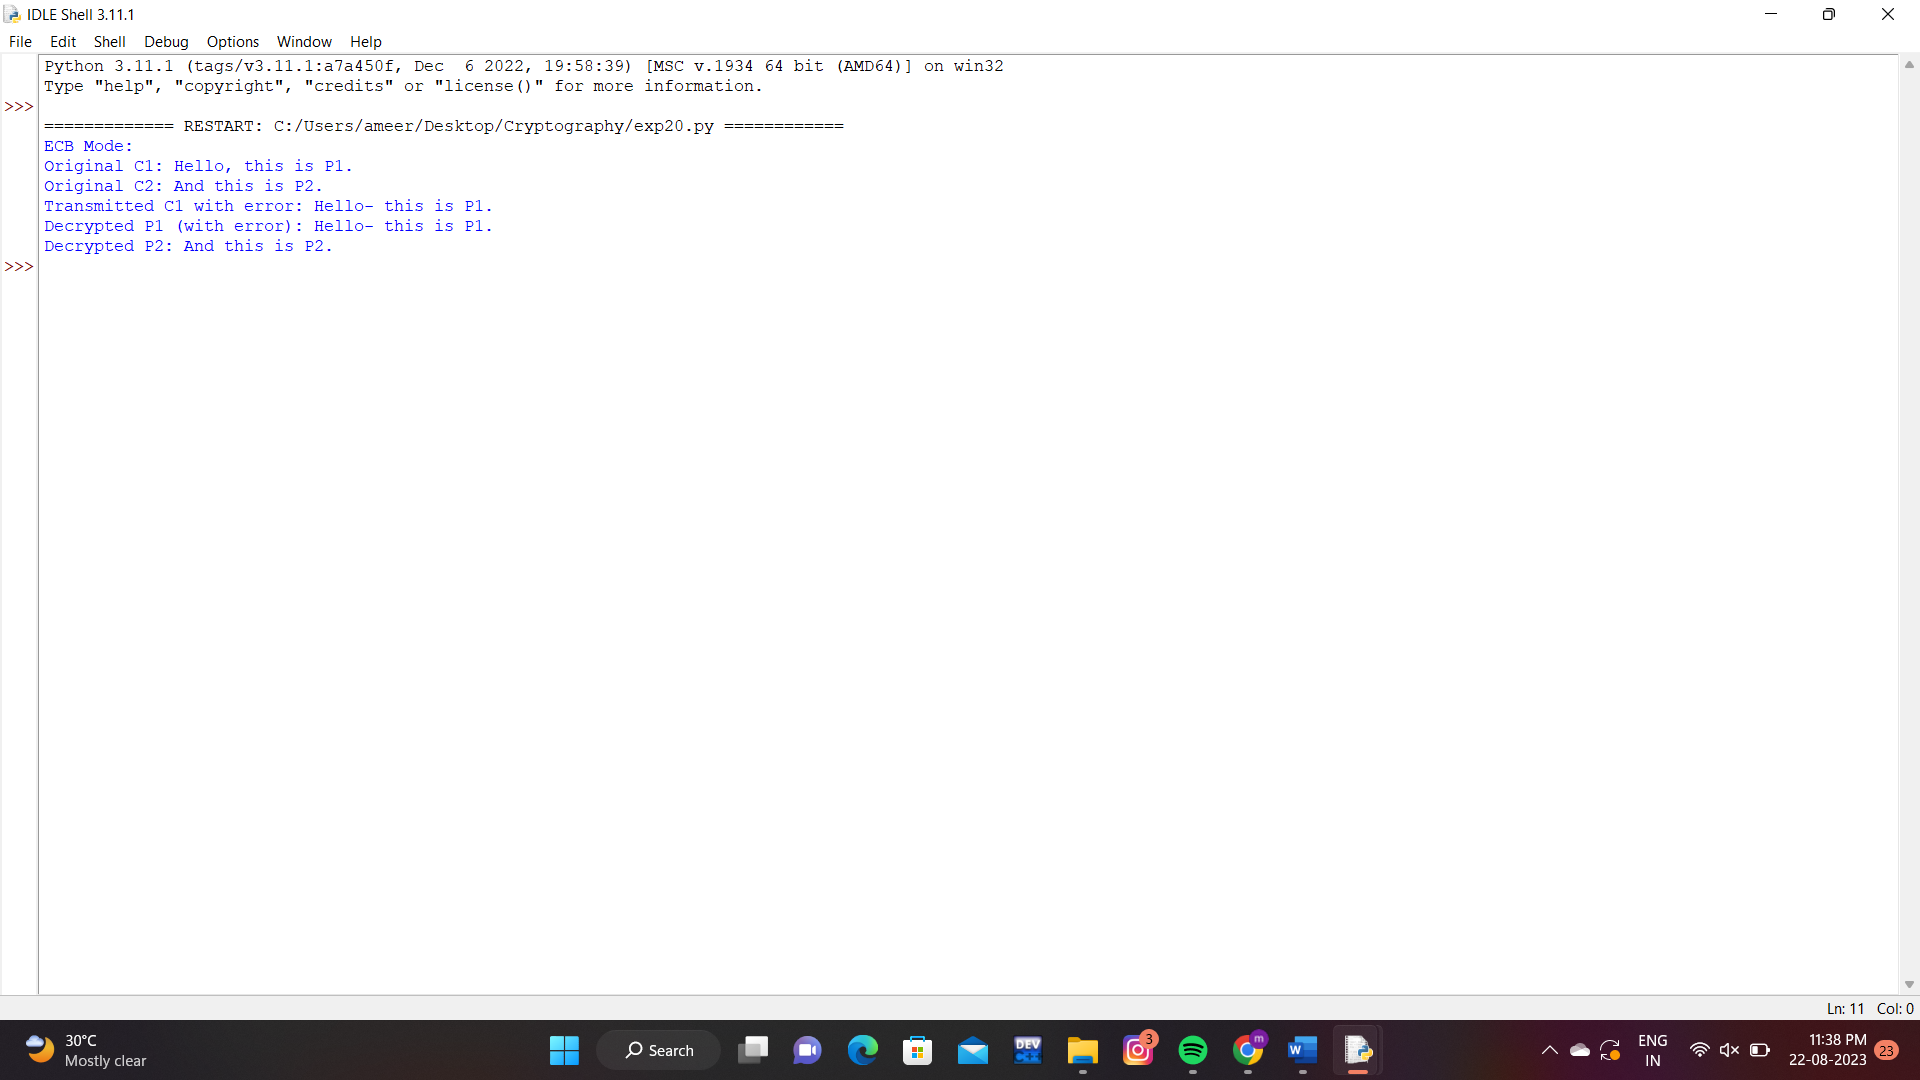 IDLE Shell 3.11.1
File Edit Shell Debug Options Window Help
Python 3.11.1 (tags/v3.11.1:a7a450f, Dec  6 2022, 19:58:39) [MSC v.1934 64 bit (AMD64)] on win32
Type "help", "copyright", "credits" or "license()" for more information.
>>>
============= RESTART: C:/Users/ameer/Desktop/Cryptography/exp20.py ============
ECB Mode:
Original C1: Hello, this is P1.
Original C2: And this is P2.
Transmitted C1 with error: Hello- this is P1.
Decrypted P1 (with error): Hello- this is P1.
Decrypted P2: And this is P2.
>>>
Ln: 11 Col: 0
30°C
Mostly clear
Search
DEV
C++
3
m
W
ENG
IN
11:38 PM
22-08-2023
23